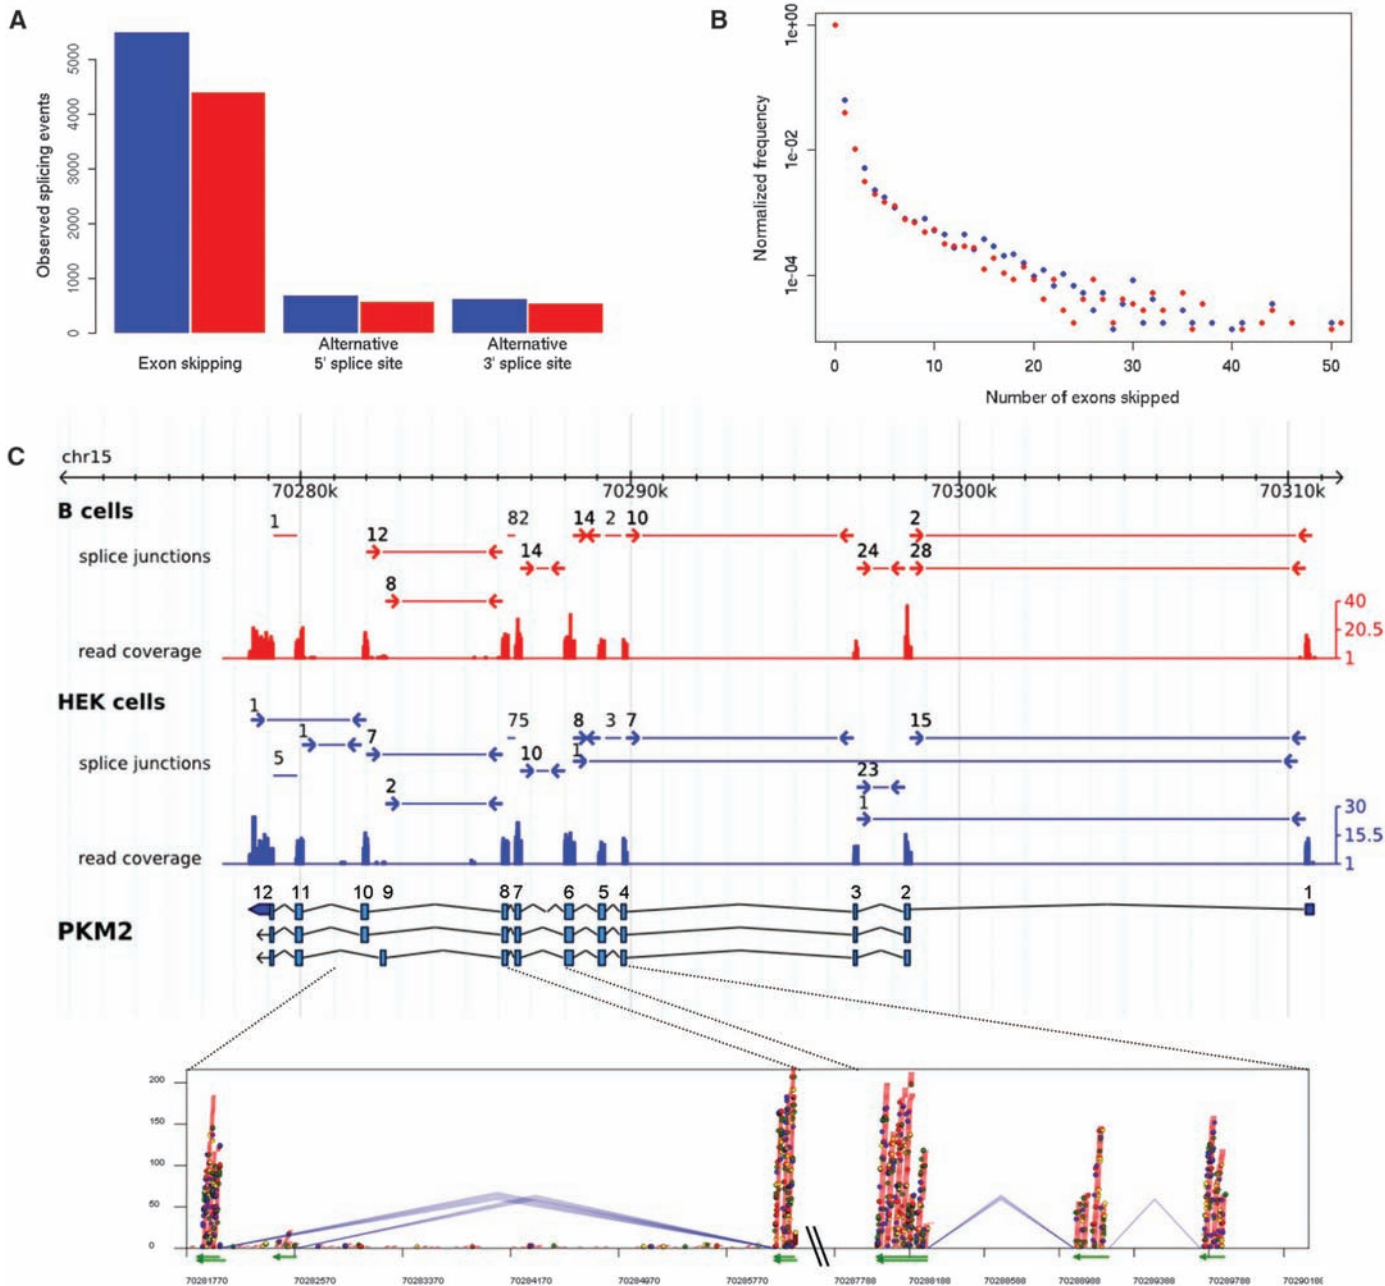 A
Observed splicing events
0
1000
2000
3000
4000
5000
Exon skipping
Alternative
5' splice site
Alternative
3' splice site
B
Normalized frequency
1e+00
1e-02
1e-04
0 10 20 30 40 50
Number of exons skipped
C
chr15
70280k 70290k 70300k 70310k
B cells
splice junctions
1 82 14 2 10 2
12 14 24 28
8
read coverage
40
20.5
1
HEK cells
splice junctions
1 75 8 3 7 15
1 7 10 1
5 23
2 1
read coverage
30
15.5
1
12 11 10 9 8 7 6 5 4 3 2 1
PKM2
200
150
100
50
0
70281770 70282570 70283370 70284170 70284970 70285770 70287788 70288188 70288588 70288988 70289388 70289788 70290188